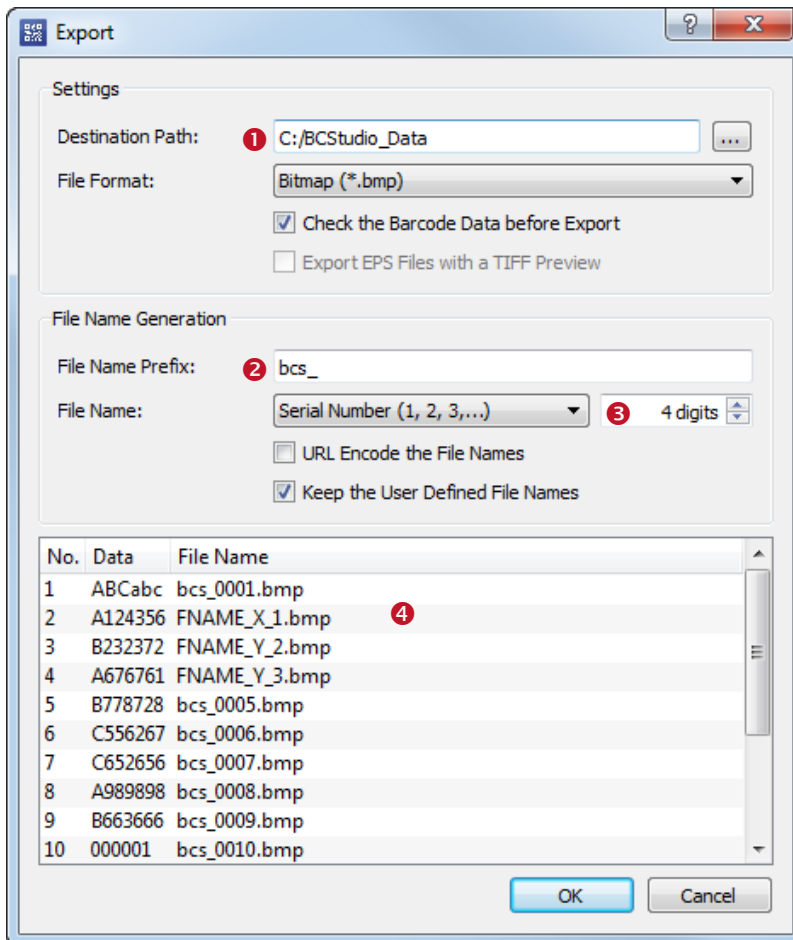 Export
Settings
Destination Path: 1 C:/BCStudio_Data ...
File Format: Bitmap (*.bmp)
Check the Barcode Data before Export
Export EPS Files with a TIFF Preview
File Name Generation
File Name Prefix: 2 bcs_
File Name: Serial Number (1, 2, 3,...) 3 4 digits
URL Encode the File Names
Keep the User Defined File Names
No. Data File Name
1 ABCabc bcs_0001.bmp
2 A124356 FNAME_X_1.bmp 4
3 B232372 FNAME_Y_2.bmp
4 A676761 FNAME_Y_3.bmp
5 B778728 bcs_0005.bmp
6 C556267 bcs_0006.bmp
7 C652656 bcs_0007.bmp
8 A989898 bcs_0008.bmp
9 B663666 bcs_0009.bmp
10 000001 bcs_0010.bmp
OK Cancel